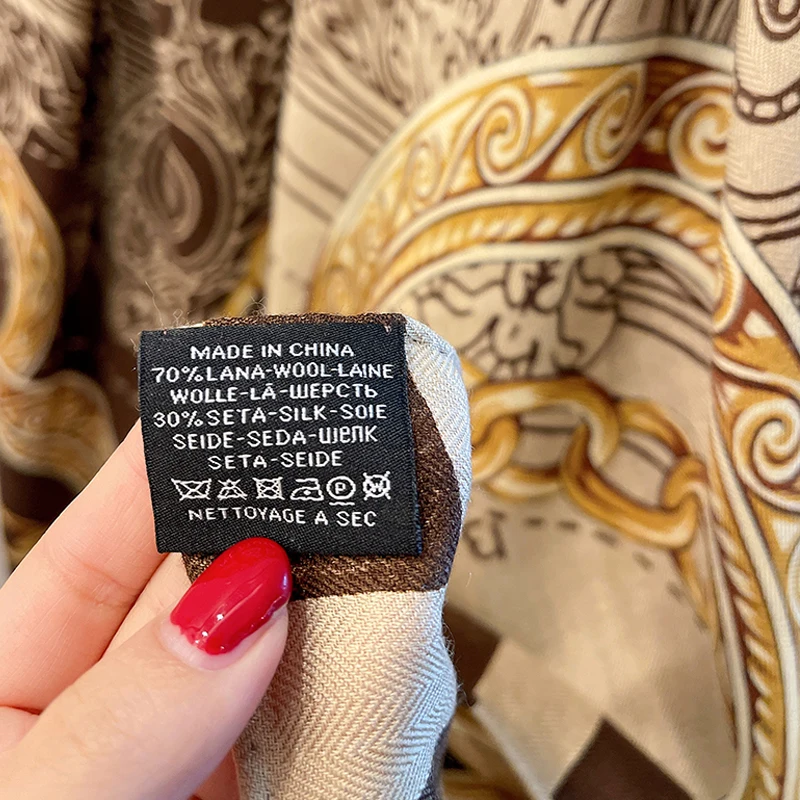 MADE IN CHINA
70% LANA-WOOL-LAINE
WOLLE-LĀ-ШЕРСТЬ
30% SETA-SILK-SOIE
SEIDE-SEDA-шелк
SETA-SEIDE
NETTOYAGE A SEC